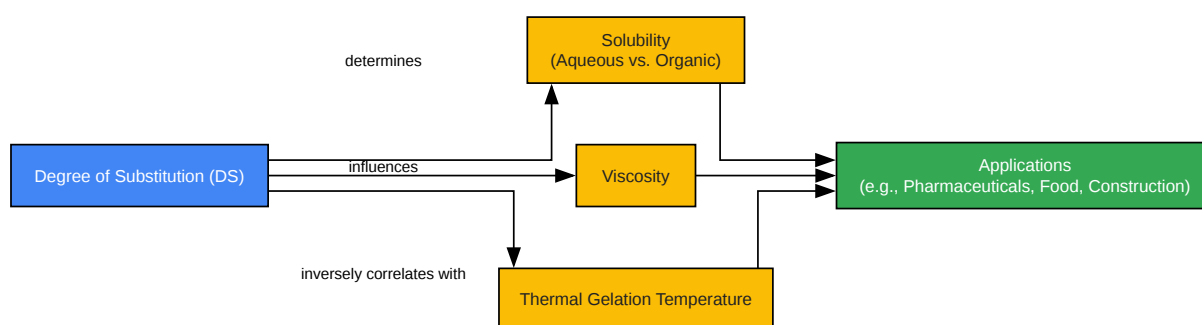 Solubility
(Aqueous vs. Organic)
determines
Degree of Substitution (DS)
influences
Viscosity
Applications
(e.g., Pharmaceuticals, Food, Construction)
inversely correlates with
Thermal Gelation Temperature